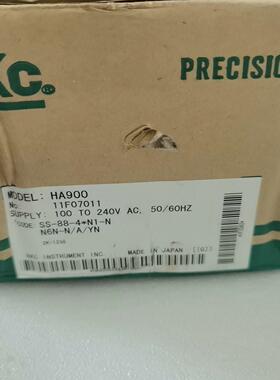 KC.
PRECISIO
MODEL: HA900
No. 11F07011
SUPPLY: 100 TO 240V AC, 50/60HZ
CODE SS-88-4*N1-N
N6N-N/A/YN
RKC INSTRUMENT INC. MADE IN JAPAN